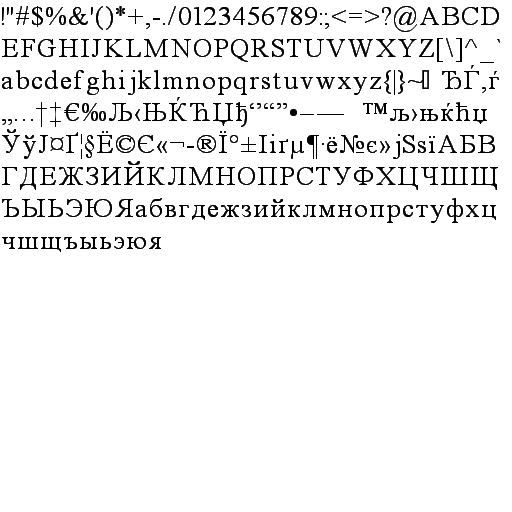 !"#$%&'()*+,-./0123456789:;<=>?@ABCD
EFGHIJKLMNOPQRSTUVWXYZ[\]^_`
abcdefghijklmnopqrstuvwxyz{|}~▯ ЂЃ‚ѓ
„…†‡€‰Љ‹ЊЌЋЏђ‘’“”•–— ™љ›њќћџ
ЎўЈ¤Ґ¦§Ё©Є«¬-®Ї°±Ііґµ¶·ё№є»јЅѕїАБВ
ГДЕЖЗИЙКЛМНОПРСТУФХЦЧШЩ
ЪЫЬЭЮЯабвгдежзийклмнопрстуфхц
чшщъыьэюя